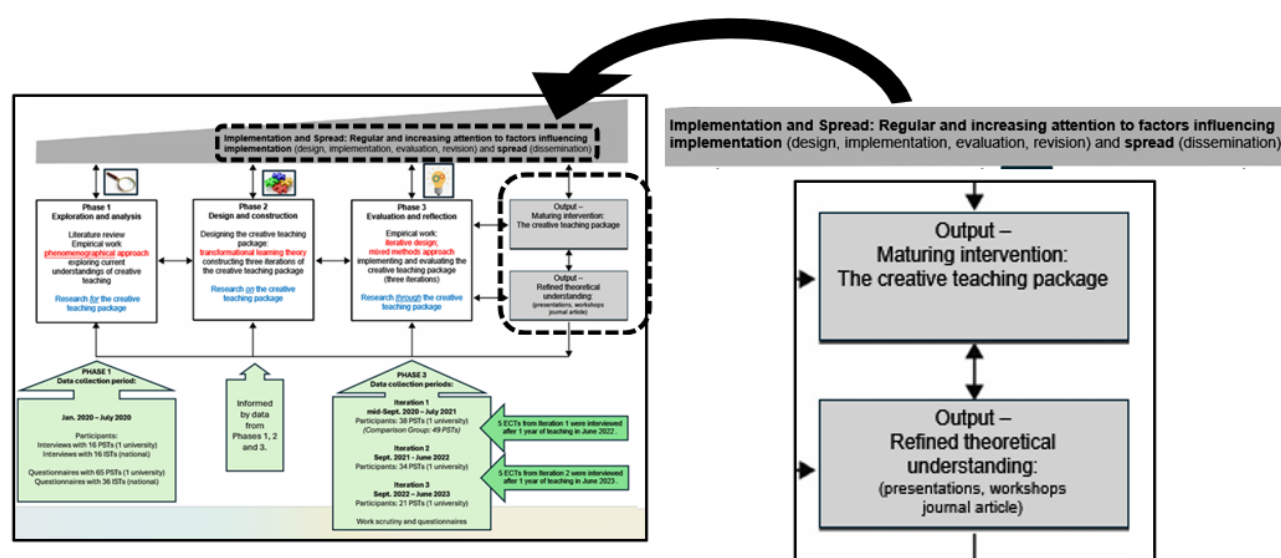 Implementation and Spread: Regular and increasing attention to factors influencing
implementation (design, implementation, evaluation, revision) and spread (dissemination)
Phase 1
Exploration and analysis
Literature review
Empirical work
phenomenographical approach
exploring current
understandings of creative
teaching
Research for the creative
teaching package
Phase 2
Design and construction
Designing the creative teaching
package:
transformational learning theory
constructing three iterations of
the creative teaching package
Research on the creative
teaching package
Phase 3
Evaluation and reflection
Empirical work:
iterative design;
mixed methods approach
implementing and evaluating the
creative teaching package
(three iterations)
Research through the creative
teaching package
Output –
Maturing intervention:
The creative teaching package
Output –
Refined theoretical
understanding:
(presentations, workshops
journal article)
PHASE 1
Data collection period:
Jan. 2020 – July 2020
Participants:
Interviews with 16 PSTs (1 university)
Interviews with 16 ISTs (national)
Questionnaires with 65 PSTs (1 university)
Questionnaires with 36 ISTs (national)
Informed
by data
from
Phases 1, 2
and 3.
PHASE 3
Data collection periods:
Iteration 1
mid-Sept. 2020 – July 2021
Participants: 38 PSTs (1 university)
(Comparison Group: 49 PSTs)
Iteration 2
Sept. 2021 - June 2022
Participants: 34 PSTs (1 university)
Iteration 3
Sept. 2022 – June 2023
Participants: 21 PSTs (1 university)
Work scrutiny and questionnaires
5 ECTs from Iteration 1 were interviewed
after 1 year of teaching in June 2022.
5 ECTs from Iteration 2 were interviewed
after 1 year of teaching in June 2023.
Implementation and Spread: Regular and increasing attention to factors influencing
implementation (design, implementation, evaluation, revision) and spread (dissemination)
Output –
Maturing intervention:
The creative teaching package
Output –
Refined theoretical
understanding:
(presentations, workshops
journal article)